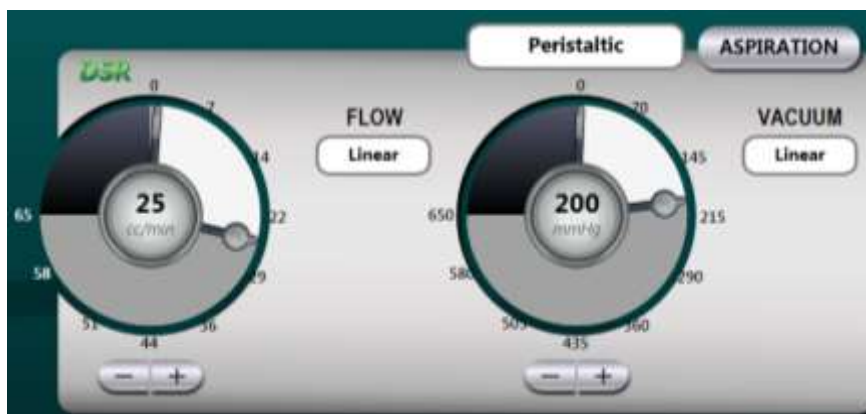 Peristaltic
ASPIRATION
DSR
FLOW
Linear
0
7
14
22
29
36
44
51
58
65
25
cc/min
VACUUM
Linear
0
70
145
215
290
360
435
505
580
650
200
mmHg
−
+
−
+